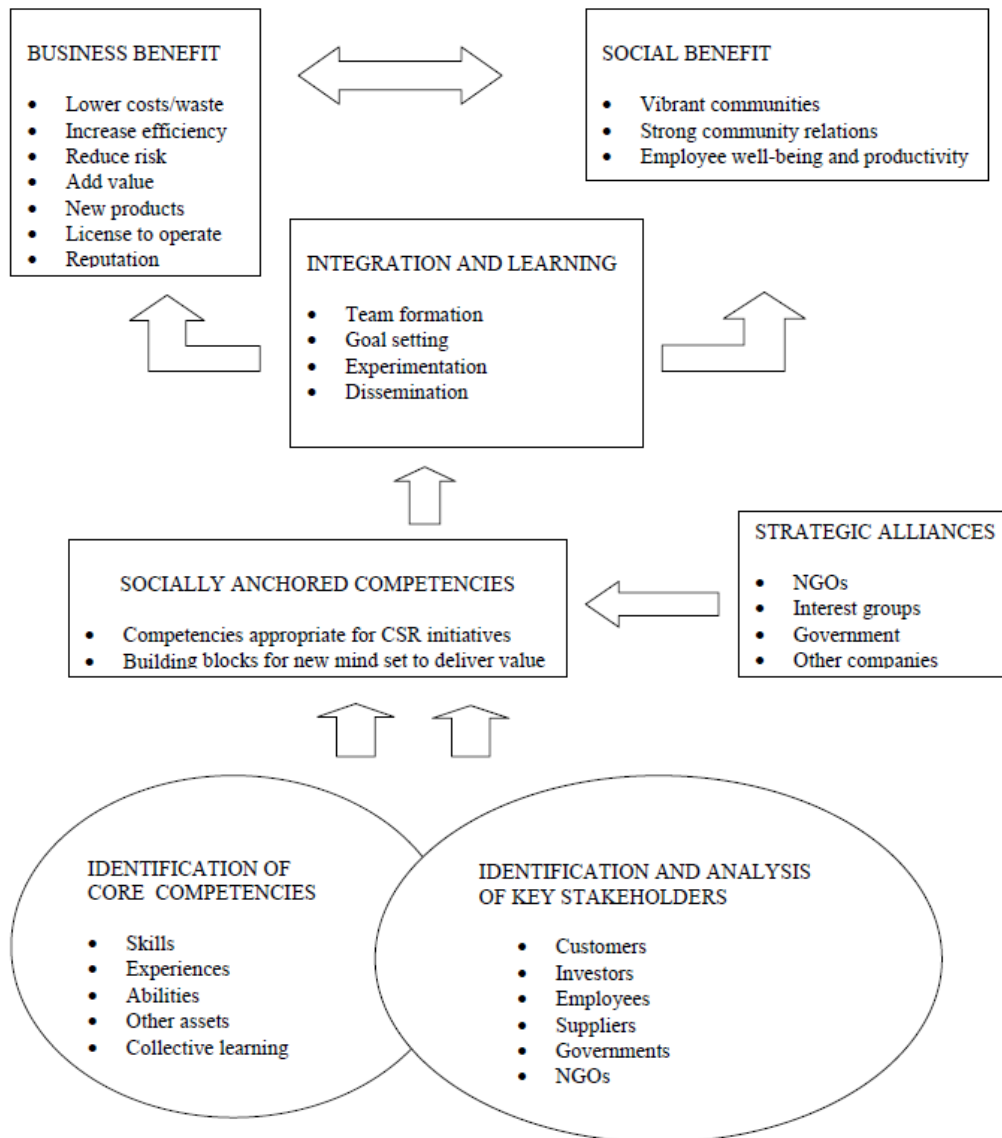 BUSINESS BENEFIT
• Lower costs/waste
• Increase efficiency
• Reduce risk
• Add value
• New products
• License to operate
• Reputation
SOCIAL BENEFIT
• Vibrant communities
• Strong community relations
• Employee well-being and productivity
INTEGRATION AND LEARNING
• Team formation
• Goal setting
• Experimentation
• Dissemination
SOCIALLY ANCHORED COMPETENCIES
• Competencies appropriate for CSR initiatives
• Building blocks for new mind set to deliver value
STRATEGIC ALLIANCES
• NGOs
• Interest groups
• Government
• Other companies
IDENTIFICATION OF
CORE COMPETENCIES
• Skills
• Experiences
• Abilities
• Other assets
• Collective learning
IDENTIFICATION AND ANALYSIS
OF KEY STAKEHOLDERS
• Customers
• Investors
• Employees
• Suppliers
• Governments
• NGOs